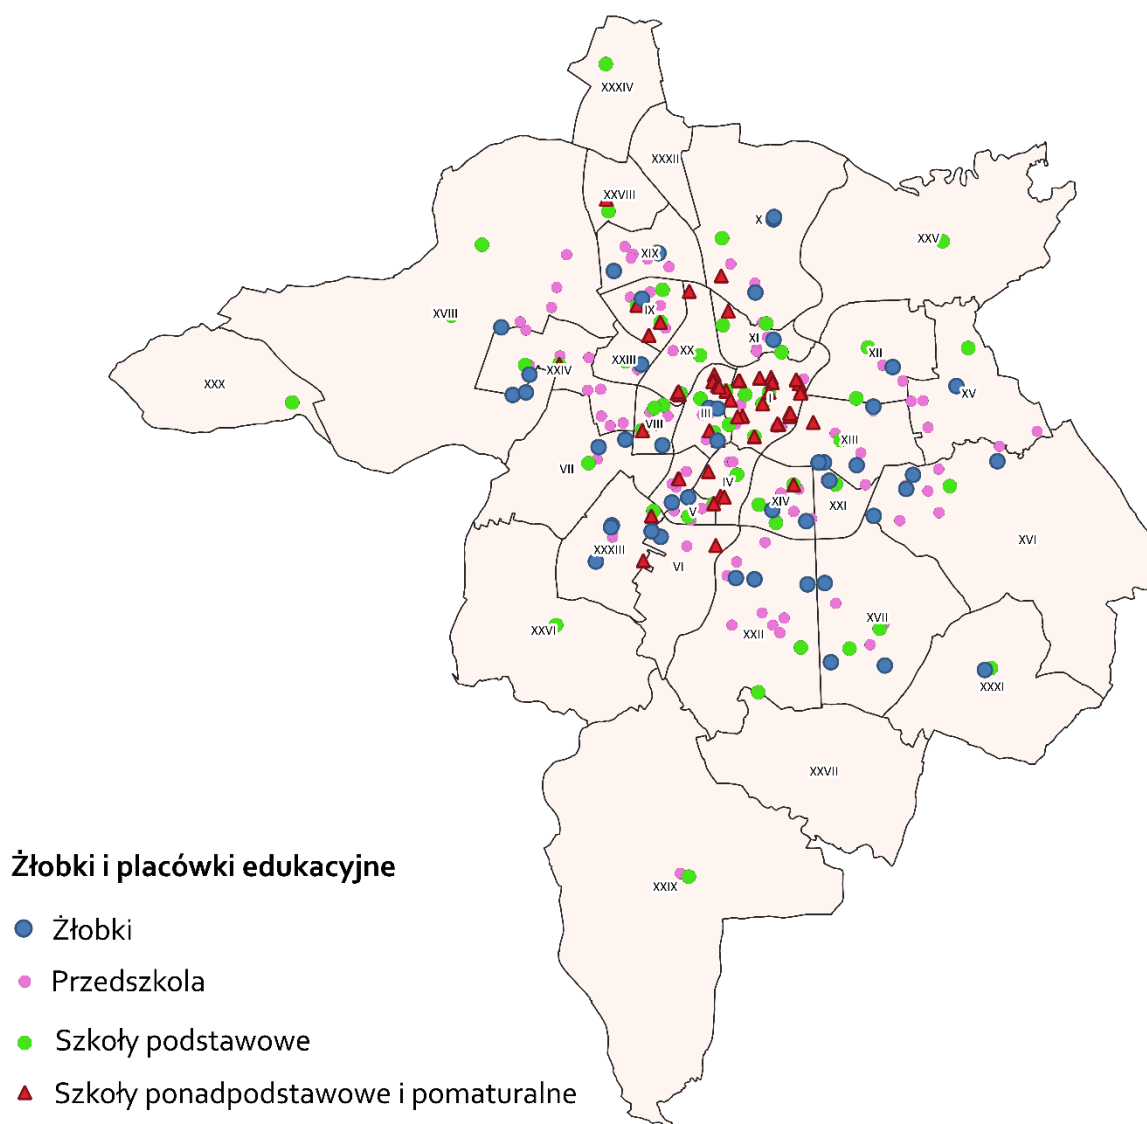 XXXIV
XXXII
XXVIII
X
XXV
XIX
XVIII
IX
XI
XX
XII
XXIII
XXIV
XXX
XV
I
III
VIII
XIII
VII
IV
XIV
XXI
V
XVI
XXXIII
VI
XVII
XXVI
XXII
XXXI
XXVII
XXIX
Żłobki i placówki edukacyjne
Żłobki
Przedszkola
Szkoły podstawowe
Szkoły ponadpodstawowe i pomaturalne